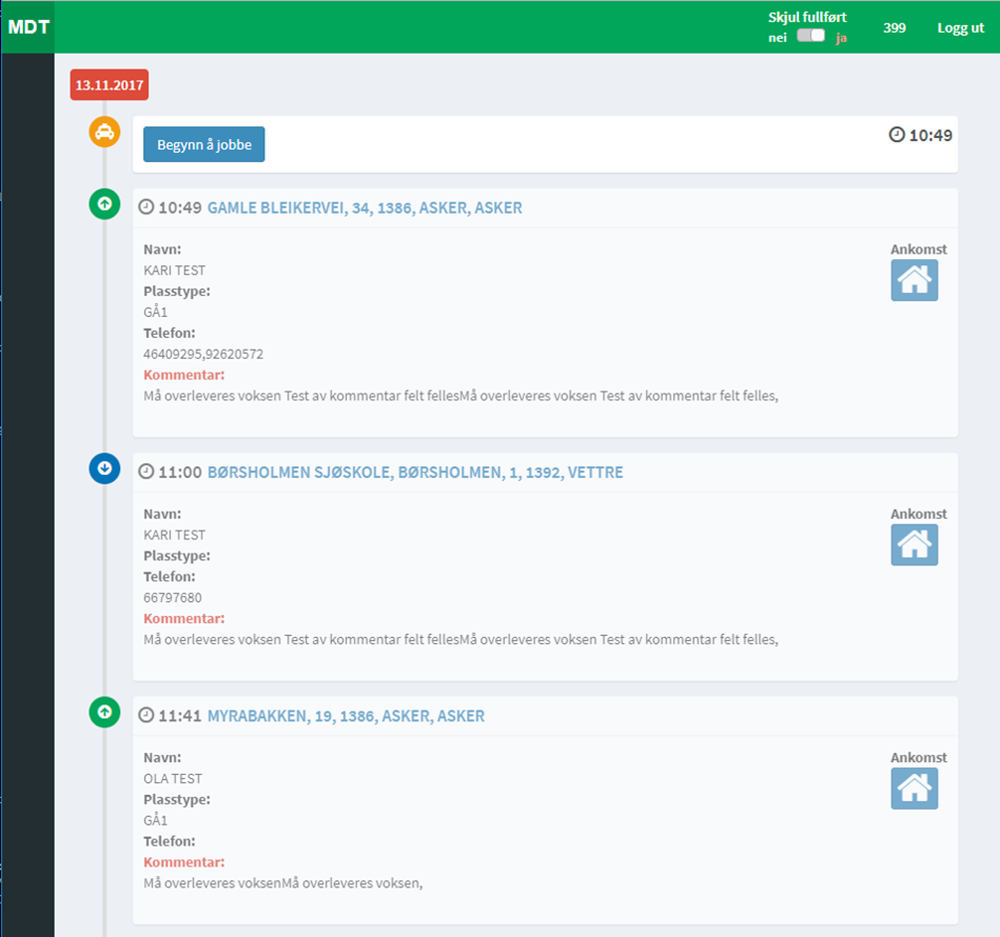 MDT
Skjul fullført
nei ja
399
Logg ut
13.11.2017
Begynn å jobbe
10:49
10:49 GAMLE BLEIKERVEI, 34, 1386, ASKER, ASKER
Navn:
Ankomst
KARI TEST
Plasstype:
GÅ1
Telefon:
46409295,92620572
Kommentar:
Må overleveres voksen Test av kommentar felt fellesMå overleveres voksen Test av kommentar felt felles,
11:00 BØRSHOLMEN SJØSKOLE, BØRSHOLMEN, 1, 1392, VETTRE
Navn:
Ankomst
KARI TEST
Plasstype:
Telefon:
66797680
Kommentar:
Må overleveres voksen Test av kommentar felt fellesMå overleveres voksen Test av kommentar felt felles,
11:41 MYRABAKKEN, 19, 1386, ASKER, ASKER
Navn:
Ankomst
OLA TEST
Plasstype:
GÅ1
Telefon:
Kommentar:
Må overleveres voksenMå overleveres voksen,